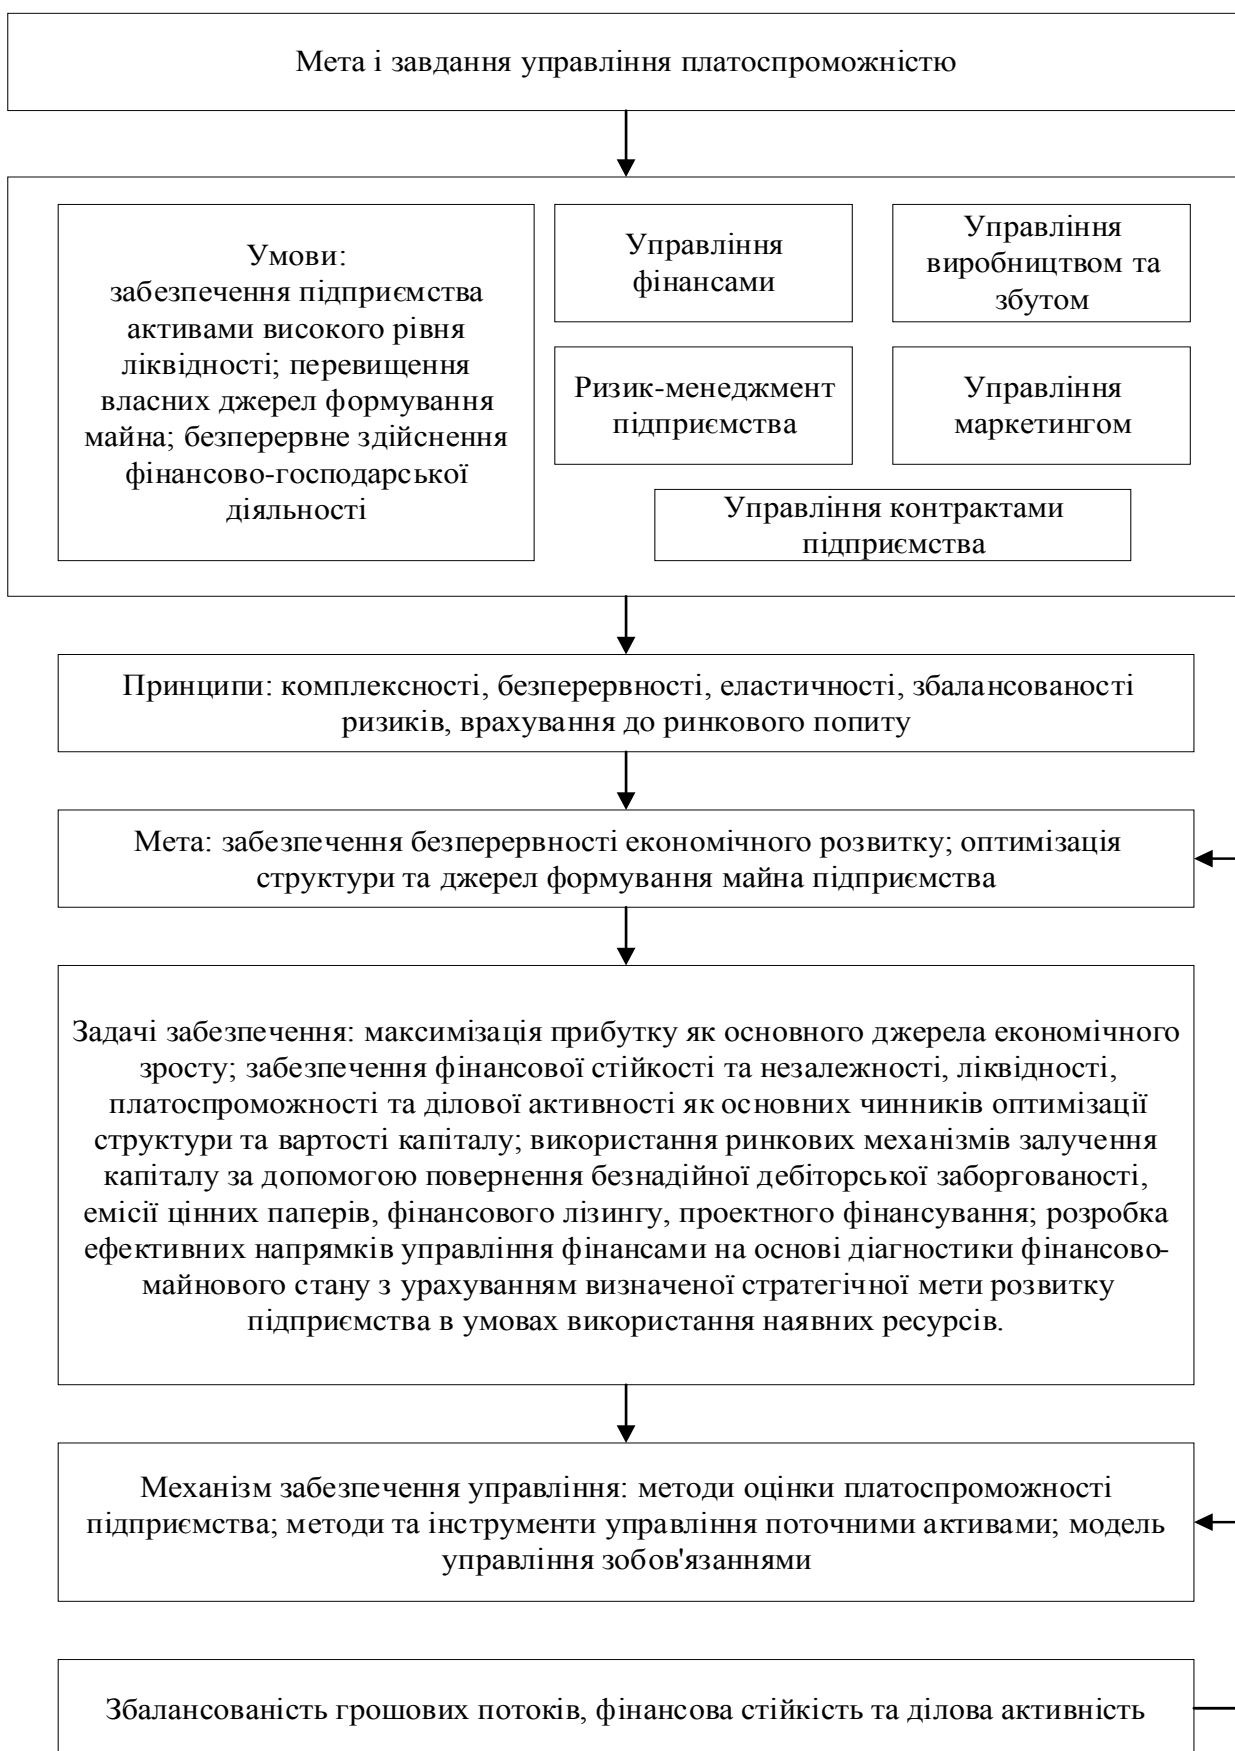 Мета і завдання управління платоспроможністю
Умови:
забезпечення підприємства
активами високого рівня
ліквідності; перевищення
власних джерел формування
майна; безперервне здійснення
фінансово-господарської
діяльності
Управління
фінансами
Управління
виробництвом та
збутом
Ризик-менеджмент
підприємства
Управління
маркетингом
Управління контрактами
підприємства
Принципи: комплексності, безперервності, еластичності, збалансованості
ризиків, врахування до ринкового попиту
Мета: забезпечення безперервності економічного розвитку; оптимізація
структури та джерел формування майна підприємства
Задачі забезпечення: максимізація прибутку як основного джерела економічного
зросту; забезпечення фінансової стійкості та незалежності, ліквідності,
платоспроможності та ділової активності як основних чинників оптимізації
структури та вартості капіталу; використання ринкових механізмів залучення
капіталу за допомогою повернення безнадійної дебіторської заборгованості,
емісії цінних паперів, фінансового лізингу, проектного фінансування; розробка
ефективних напрямків управління фінансами на основі діагностики фінансово-
майнового стану з урахуванням визначеної стратегічної мети розвитку
підприємства в умовах використання наявних ресурсів.
Механізм забезпечення управління: методи оцінки платоспроможності
підприємства; методи та інструменти управління поточними активами; модель
управління зобов'язаннями
Збалансованість грошових потоків, фінансова стійкість та ділова активність